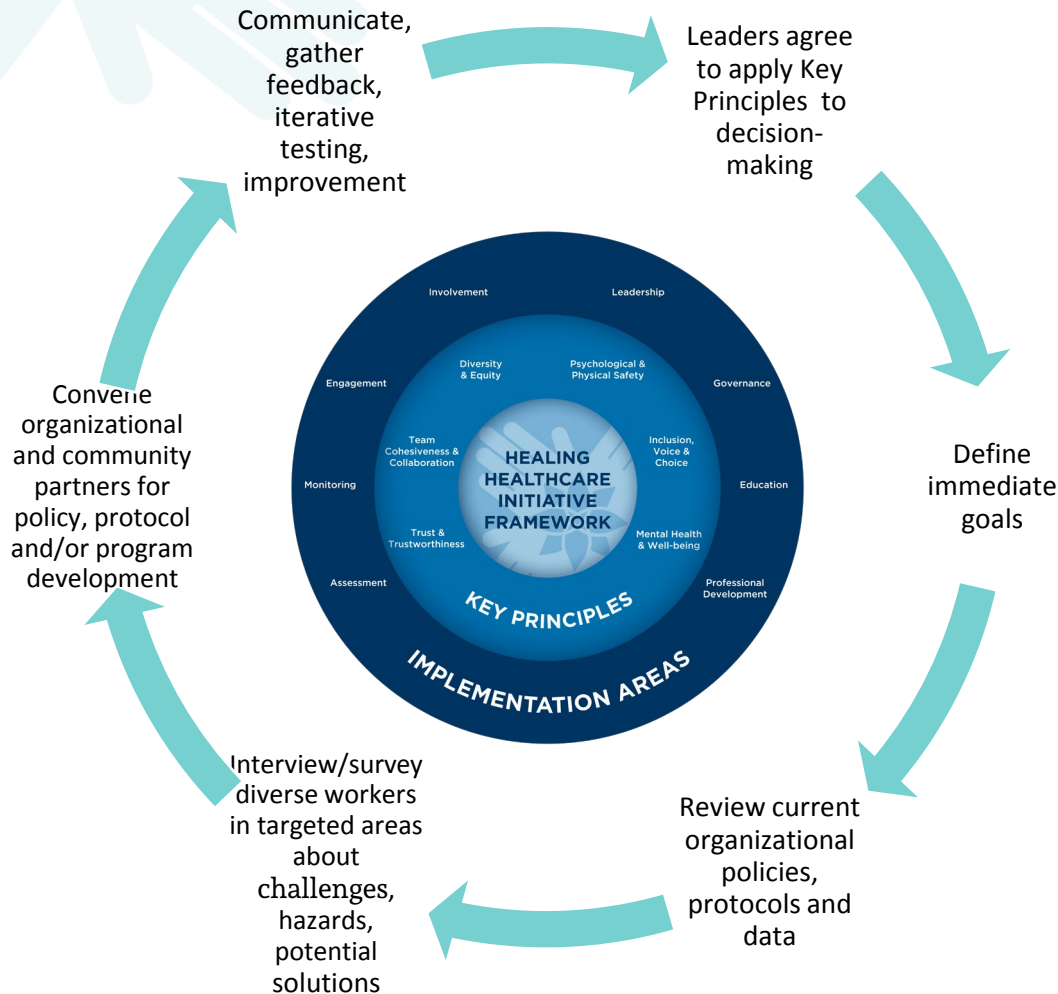 Communicate,
gather
feedback,
iterative
testing,
improvement
Leaders agree
to apply Key
Principles to
decision-
making
Define
immediate
goals
Review current
organizational
policies,
protocols and
data
Interview/survey
diverse workers
in targeted areas
about
challenges,
hazards,
potential
solutions
Convene
organizational
and community
partners for
policy, protocol
and/or program
development
Involvement
Leadership
Engagement
Governance
Monitoring
Education
Assessment
Professional
Development
IMPLEMENTATION AREAS
Diversity
& Equity
Psychological &
Physical Safety
Team
Cohesiveness &
Collaboration
Inclusion,
Voice &
Choice
Trust &
Trustworthiness
Mental Health
& Well-being
KEY PRINCIPLES
HEALING
HEALTHCARE
INITIATIVE
FRAMEWORK